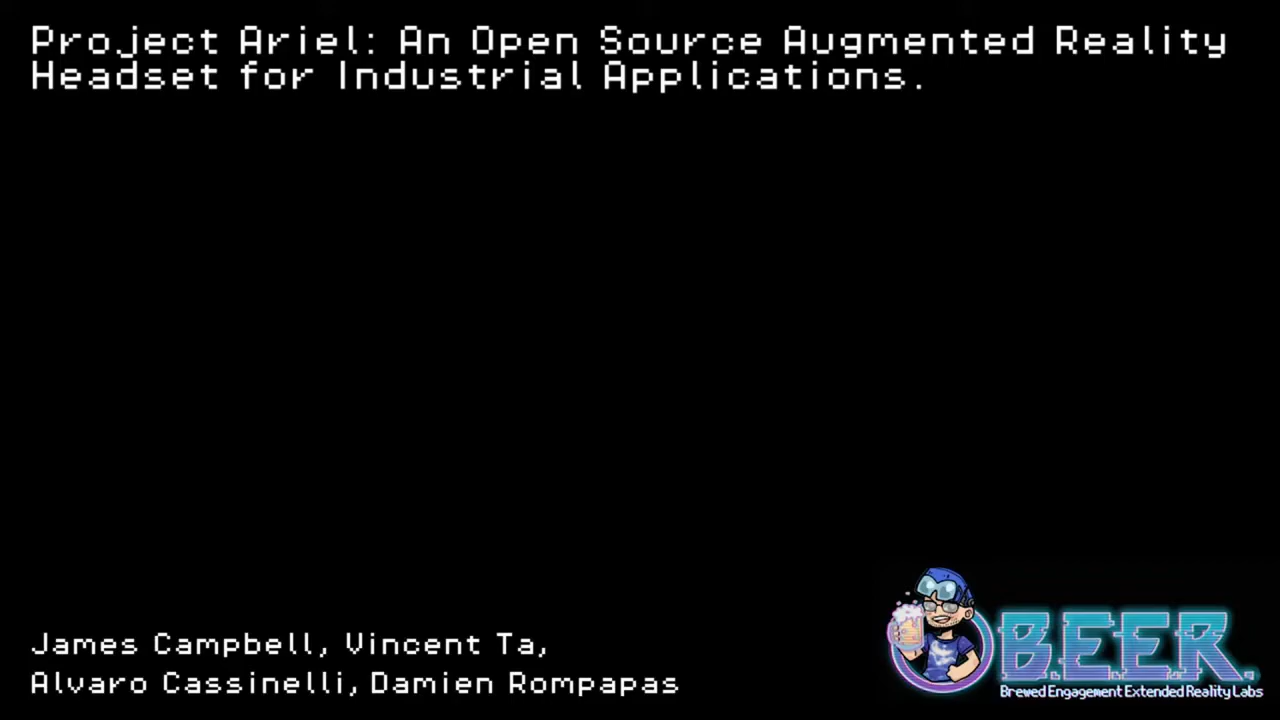 Project Ariel: An Open Source Augmented Reality
Headset for Industrial Applications.
James Campbell, Vincent Ta,
Alvaro Cassinelli, Damien Rompapas
B.E.E.R.
Brewed Engagement Extended Reality Labs